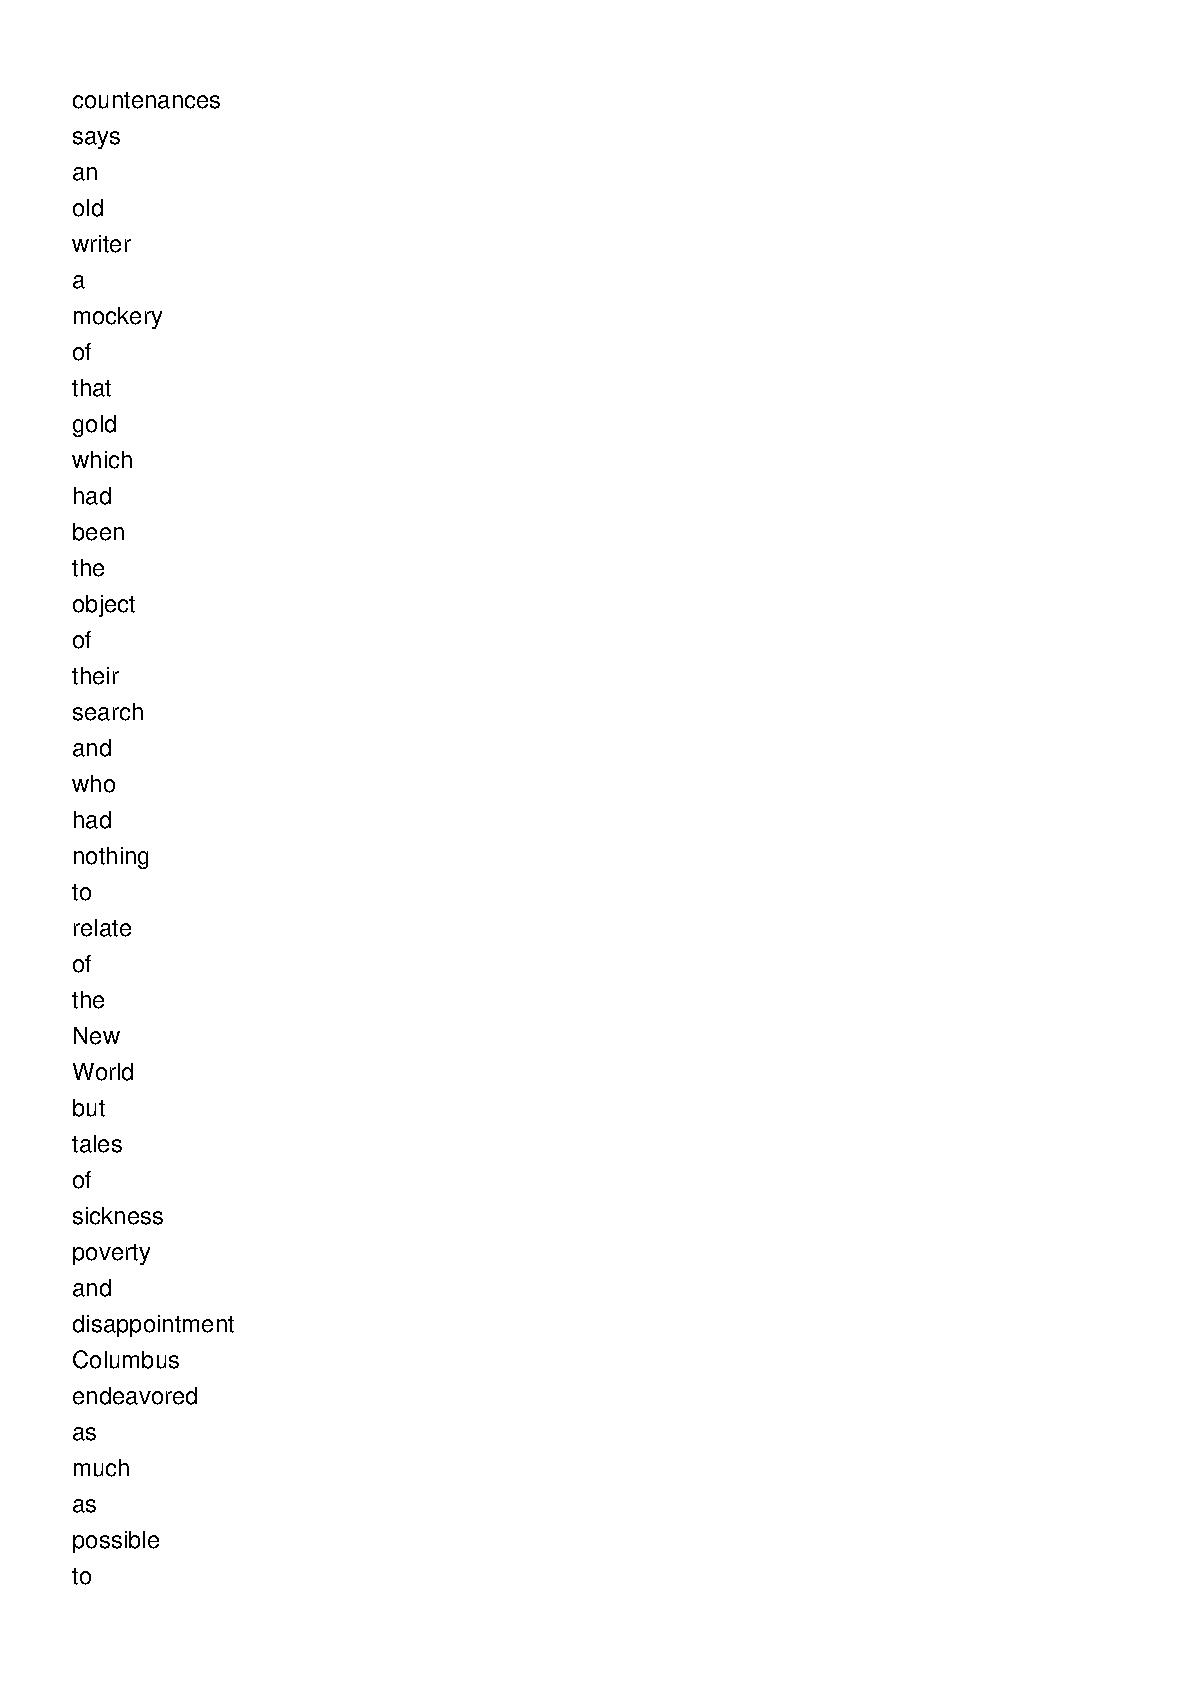 countenances
says
an
old
writer
a
mockery
of
that
gold
which
had
been
the
object
of
their
search
and
who
had
nothing
to
relate
of
the
New
World
but
tales
of
sickness
poverty
and
disappointment
Columbus
endeavored
as
much
as
possible
to